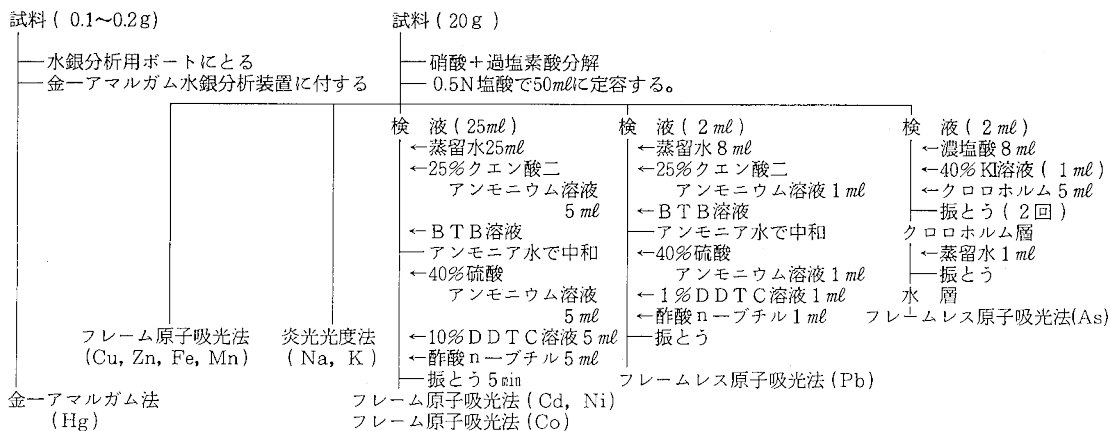 試料(0.1～0.2g)
水銀分析用ボートにとる
金－アマルガム水銀分析装置に付する
金－アマルガム法
(Hg)
試料(20g)
硝酸＋過塩素酸分解
0.5N塩酸で50mlに定容する。
フレーム原子吸光法
(Cu, Zn, Fe, Mn)
炎光光度法
(Na, K)
検　液(25ml)
←蒸留水25ml
←25%クエン酸二
アンモニウム溶液
5ml
←BTB溶液
アンモニア水で中和
←40%硫酸
アンモニウム溶液
5ml
←10%DDTC溶液5ml
←酢酸n－ブチル5ml
振とう5min
フレーム原子吸光法(Cd, Ni)
フレーム原子吸光法(Co)
検　液(2ml)
←蒸留水8ml
←25%クエン酸二
アンモニウム溶液1ml
←BTB溶液
アンモニア水で中和
←40%硫酸
アンモニウム溶液1ml
←1%DDTC溶液1ml
←酢酸n－ブチル1ml
振とう
フレームレス原子吸光法(Pb)
検　液(2ml)
←濃塩酸8ml
←40%KI溶液(1ml)
←クロロホルム5ml
振とう(2回)
クロロホルム層
←蒸留水1ml
振とう
水　層
フレームレス原子吸光法(As)